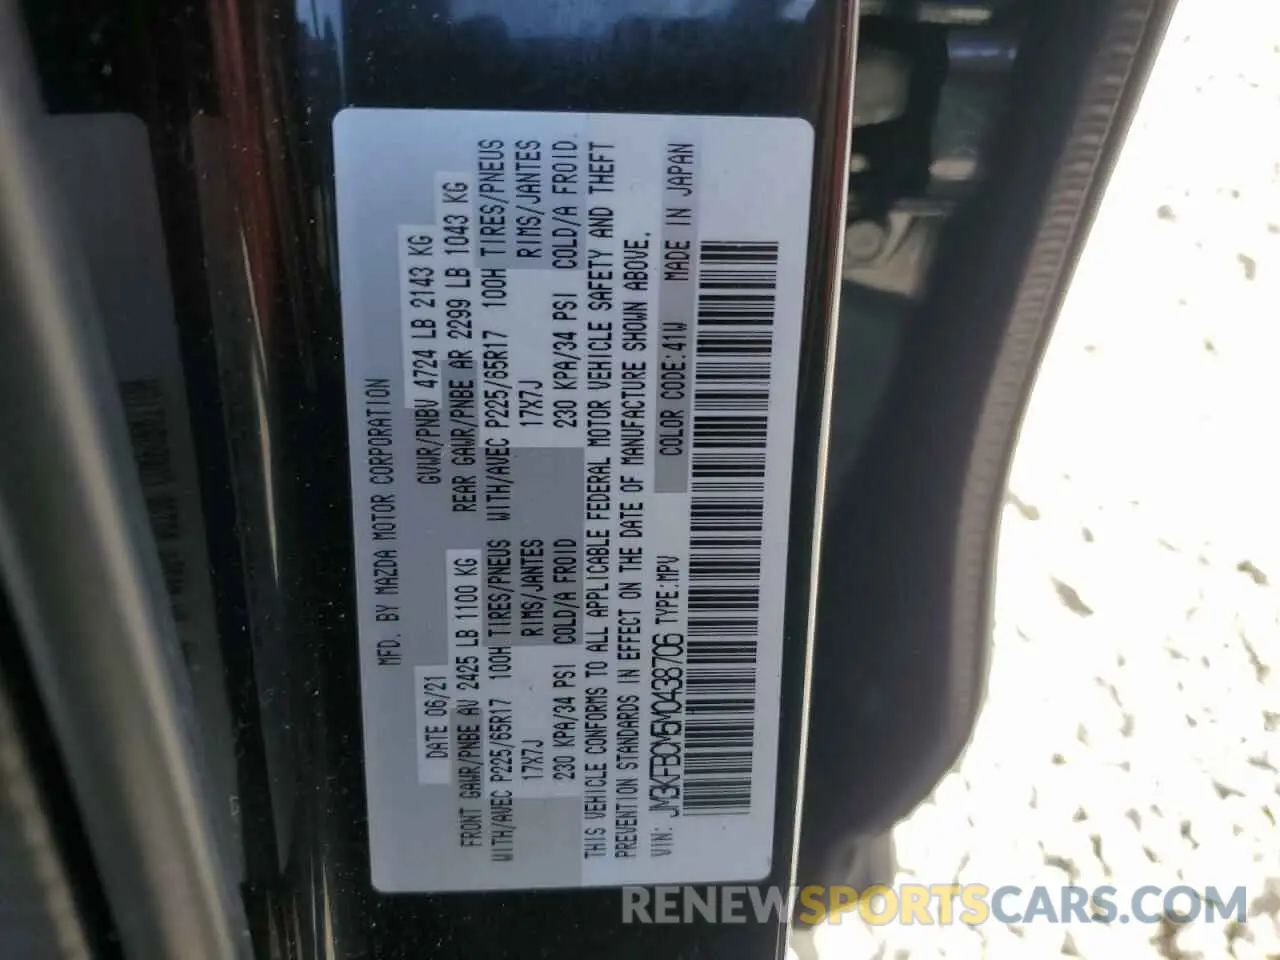 MFD. BY MAZDA MOTOR CORPORATION
DATE 06/21 GVWR/PNBV 4724 LB 2143 KG
FRONT GAWR/PNBE AV 2425 LB 1100 KG REAR GAWR/PNBE AR 2299 LB 1043 KG
WITH/AVEC P225/65R17 100H TIRES/PNEUS WITH/AVEC P225/65R17 100H TIRES/PNEUS
17X7J RIMS/JANTES 17X7J RIMS/JANTES
230 KPA/34 PSI COLD/A FROID 230 KPA/34 PSI COLD/A FROID.
THIS VEHICLE CONFORMS TO ALL APPLICABLE FEDERAL MOTOR VEHICLE SAFETY AND THEFT
PREVENTION STANDARDS IN EFFECT ON THE DATE OF MANUFACTURE SHOWN ABOVE.
VIN: JM3KFBCM5M0438706 TYPE:MPV COLOR CODE:41W MADE IN JAPAN
RENEWSPORTSCARS.COM